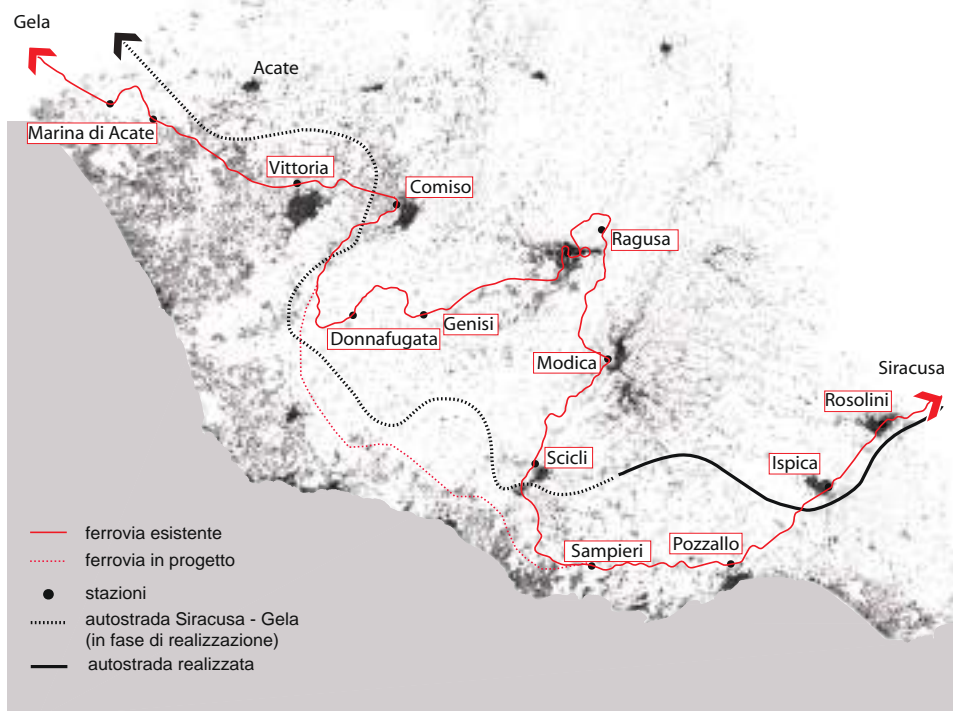 Gela
Acate
Marina di Acate
Vittoria
Comiso
Ragusa
Donnafugata
Genisi
Modica
Siracusa
Rosolini
Scicli
Ispica
Sampieri
Pozzallo
ferrovia esistente
ferrovia in progetto
stazioni
autostrada Siracusa - Gela
(in fase di realizzazione)
autostrada realizzata